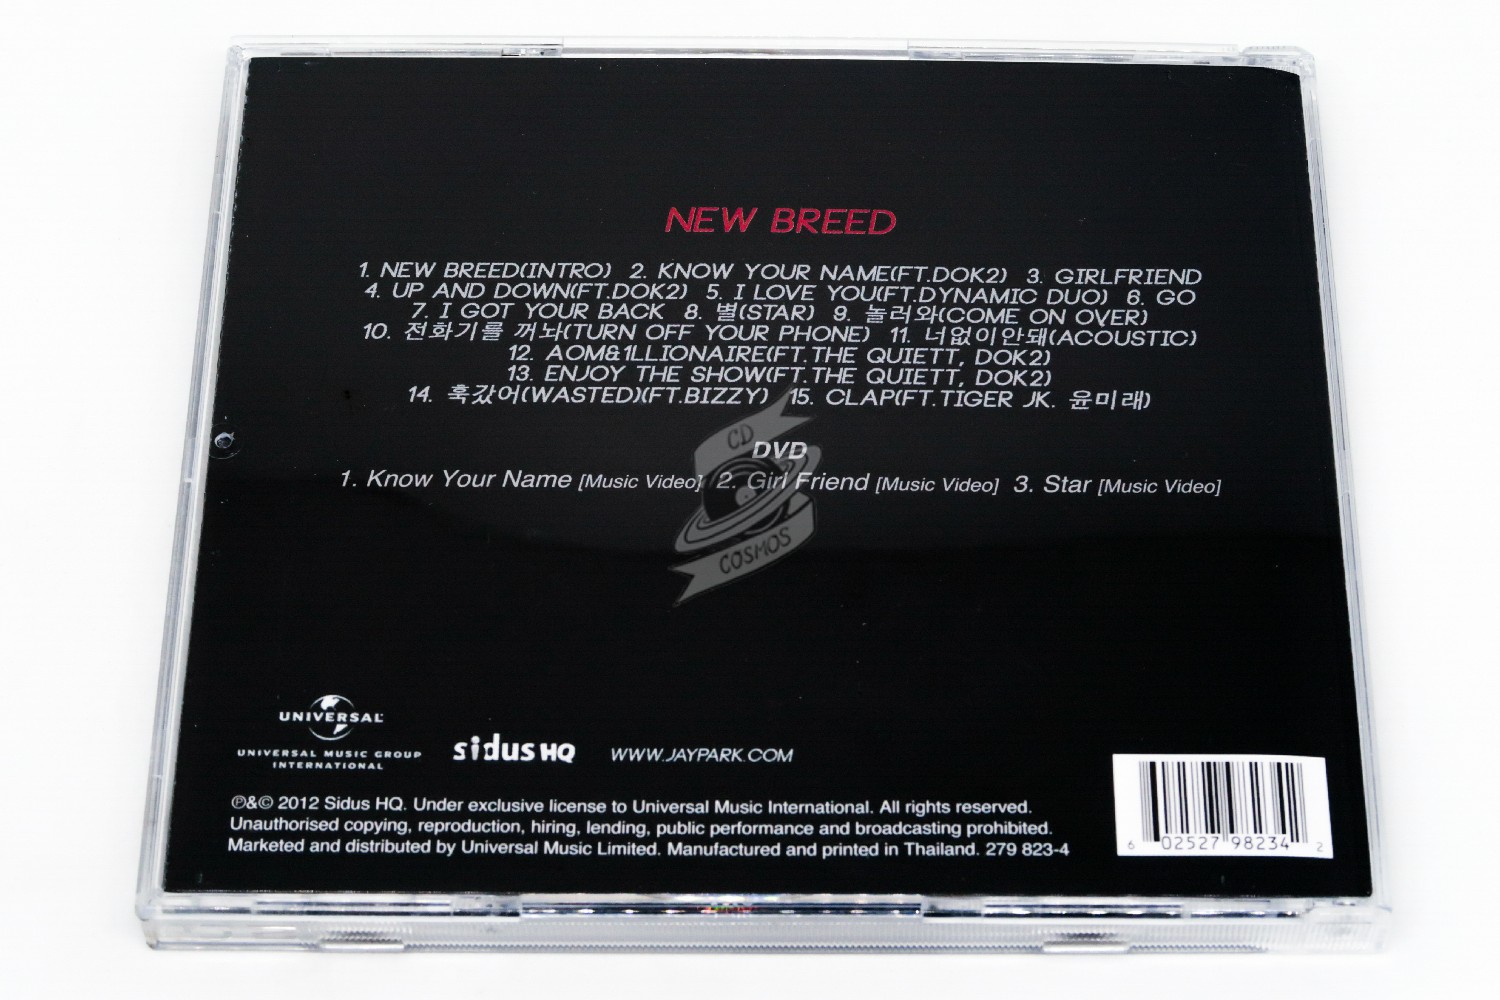 NEW BREED
1. NEW BREED(INTRO) 2. KNOW YOUR NAME(FT.DOK2) 3. GIRLFRIEND
4. UP AND DOWN(FT.DOK2) 5. I LOVE YOU(FT.DYNAMIC DUO) 6. GO
7. I GOT YOUR BACK 8. 별(STAR) 9. 놀러와(COME ON OVER)
10. 전화기를 꺼놔(TURN OFF YOUR PHONE) 11. 너없이안돼(ACOUSTIC)
12. AOM&1LLIONAIRE(FT.THE QUIETT, DOK2)
13. ENJOY THE SHOW(FT.THE QUIETT, DOK2)
14. 훅갔어(WASTED)(FT.BIZZY) 15. CLAP(FT.TIGER JK. 윤미래)
DVD
1. Know Your Name [Music Video] 2. Girl Friend [Music Video] 3. Star [Music Video]
CD
COSMOS
UNIVERSAL
UNIVERSAL MUSIC GROUP
INTERNATIONAL
sidus HQ
WWW.JAYPARK.COM
℗&© 2012 Sidus HQ. Under exclusive license to Universal Music International. All rights reserved.
Unauthorised copying, reproduction, hiring, lending, public performance and broadcasting prohibited.
Marketed and distributed by Universal Music Limited. Manufactured and printed in Thailand. 279 823-4
6 02527 98234 2